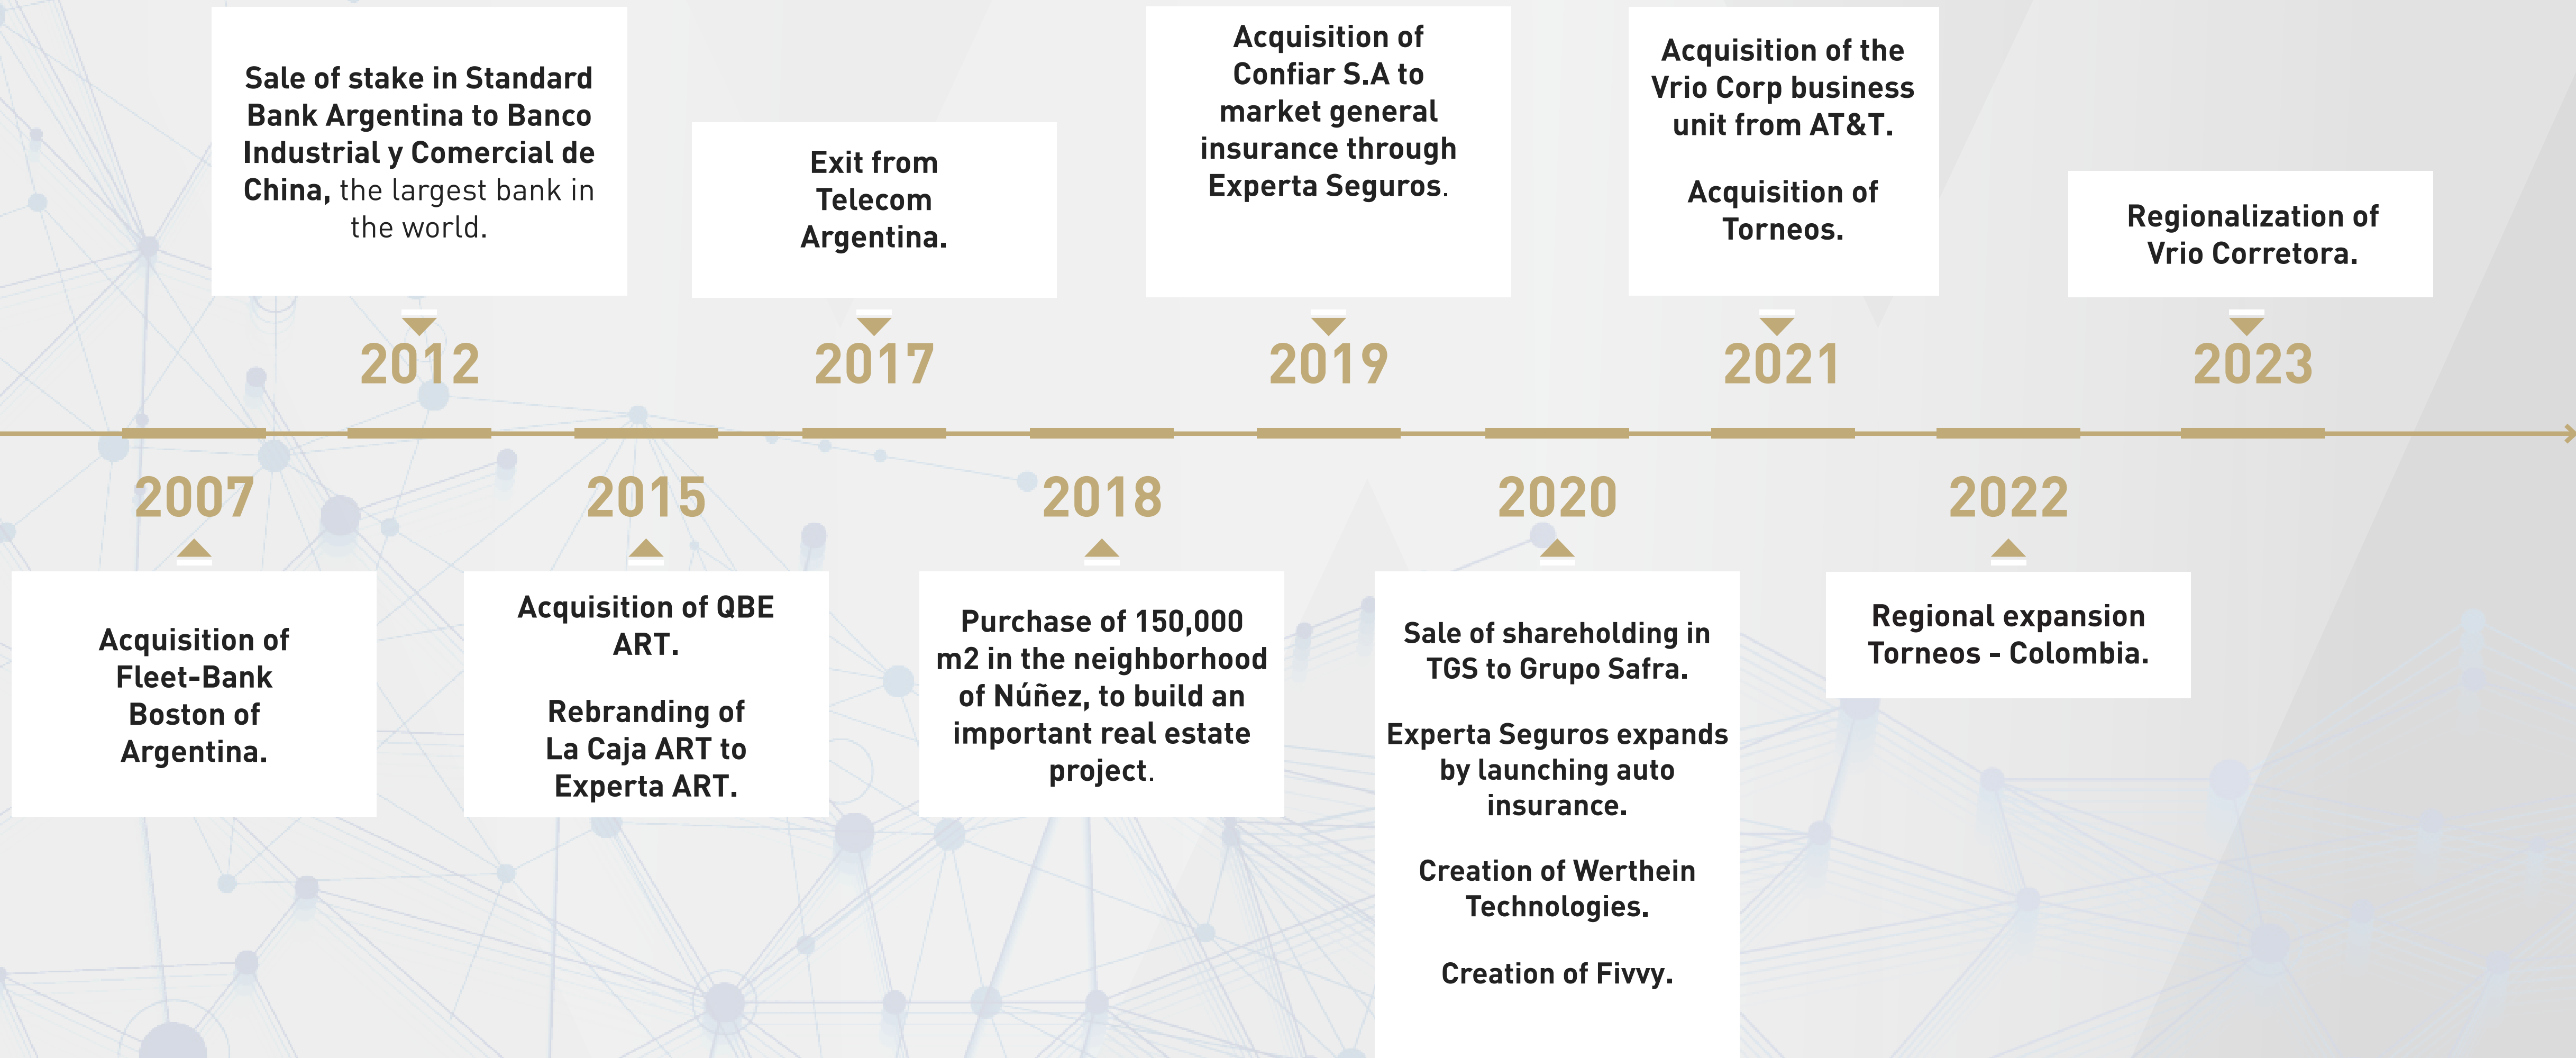 Sale of stake in Standard
Bank Argentina to Banco
Industrial y Comercial de
China, the largest bank in
the world.
2012
Exit from
Telecom
Argentina.
2017
Acquisition of
Confiar S.A to
market general
insurance through
Experta Seguros.
2019
Acquisition of the
Vrio Corp business
unit from AT&T.
Acquisition of
Torneos.
2021
Regionalization of
Vrio Corretora.
2023
2007
Acquisition of
Fleet-Bank
Boston of
Argentina.
2015
Acquisition of QBE
ART.
Rebranding of
La Caja ART to
Experta ART.
2018
Purchase of 150,000
m2 in the neighborhood
of Núñez, to build an
important real estate
project.
2020
Sale of shareholding in
TGS to Grupo Safra.
Experta Seguros expands
by launching auto
insurance.
Creation of Werthein
Technologies.
Creation of Fivvy.
2022
Regional expansion
Torneos - Colombia.